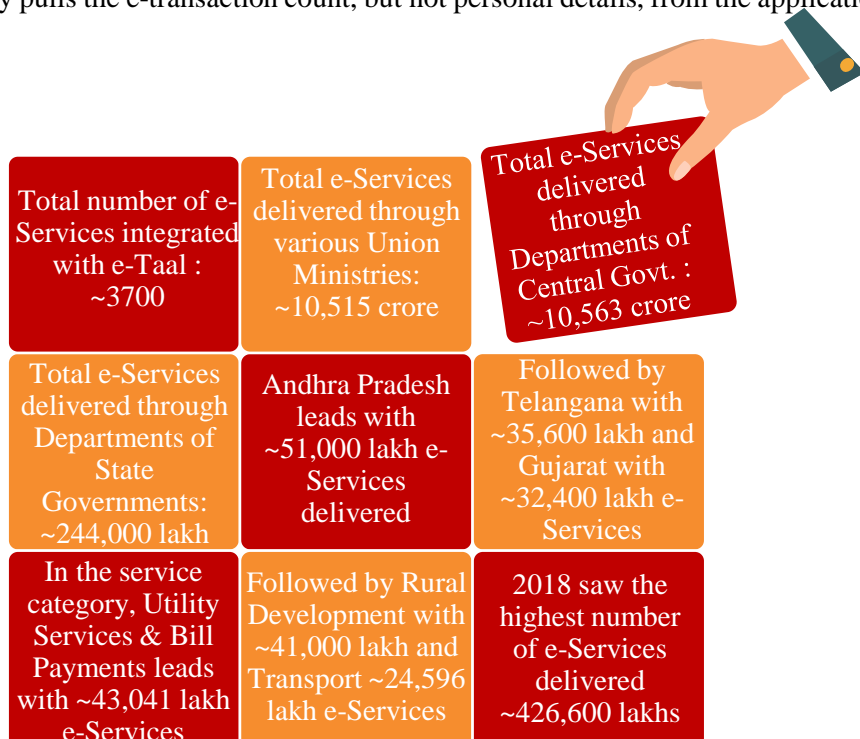 y pulls the e-transaction count, but not personal details, from the applicatio
Total number of e-
Services integrated
with e-Taal :
~3700
Total e-Services
delivered through
various Union
Ministries:
~10,515 crore
Total e-Services
delivered
through
Departments of
Central Govt. :
~10,563 crore
Total e-Services
delivered through
Departments of
State
Governments:
~244,000 lakh
Andhra Pradesh
leads with
~51,000 lakh e-
Services
delivered
Followed by
Telangana with
~35,600 lakh and
Gujarat with
~32,400 lakh e-
Services
In the service
category, Utility
Services & Bill
Payments leads
with ~43,041 lakh
e-Services
Followed by Rural
Development with
~41,000 lakh and
Transport ~24,596
lakh e-Services
2018 saw the
highest number
of e-Services
delivered
~426,600 lakhs